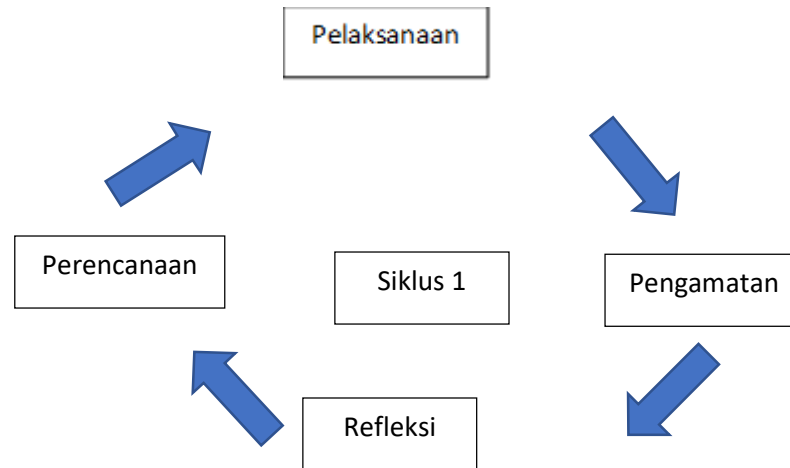 Pelaksanaan
Perencanaan
Siklus 1
Pengamatan
Refleksi